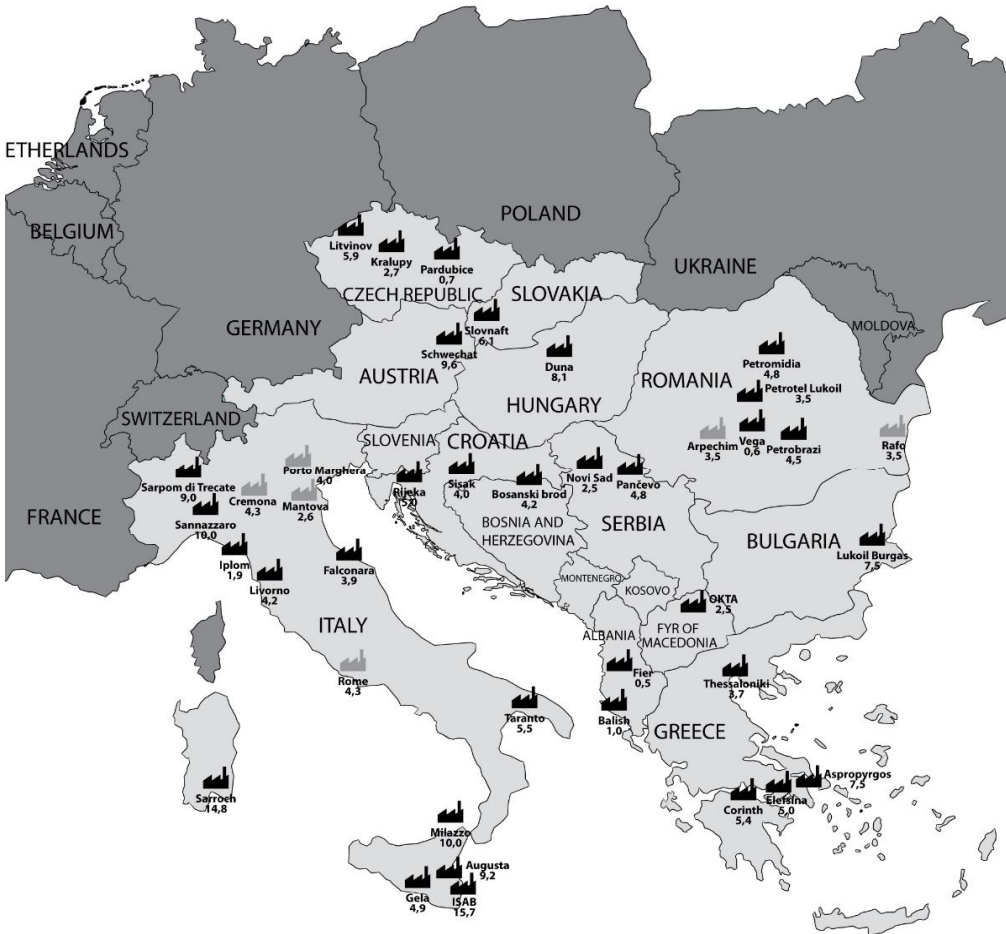 ETHERLANDS
BELGIUM
POLAND
UKRAINE
GERMANY
MOLDOVA
SWITZERLAND
FRANCE
Litvinov
5,9
Kralupy
2,7
Pardubice
0,7
CZECH REPUBLIC
SLOVAKIA
Slovnaft
6,1
Schwechat
9,6
AUSTRIA
Duna
8,1
HUNGARY
ROMANIA
Petromidia
4,8
Petrotel Lukoil
3,5
Arpechim
3,5
Vega
0,6
Petrobrazi
4,5
Rafo
3,5
SLOVENIA
CROATIA
Rijeka
5,0
Sisak
4,0
Bosanski brod
4,2
Novi Sad
2,5
Pančevo
4,8
BOSNIA AND
HERZEGOVINA
SERBIA
BULGARIA
Lukoil Burgas
7,5
MONTENEGRO
KOSOVO
OKTA
2,5
ALBANIA
FYR OF
MACEDONIA
Fier
0,5
Balish
1,0
Thessaloniki
3,7
GREECE
Aspropyrgos
7,5
Elefsina
5,0
Corinth
5,4
Porto Marghera
4,0
Sarpom di Trecate
9,0
Cremona
4,3
Mantova
2,6
Sannazzaro
10,0
Iplom
1,9
Livorno
4,2
Falconara
3,9
ITALY
Rome
4,3
Taranto
5,5
Sarroch
14,8
Milazzo
10,0
Augusta
9,2
Gela
4,9
ISAB
15,7